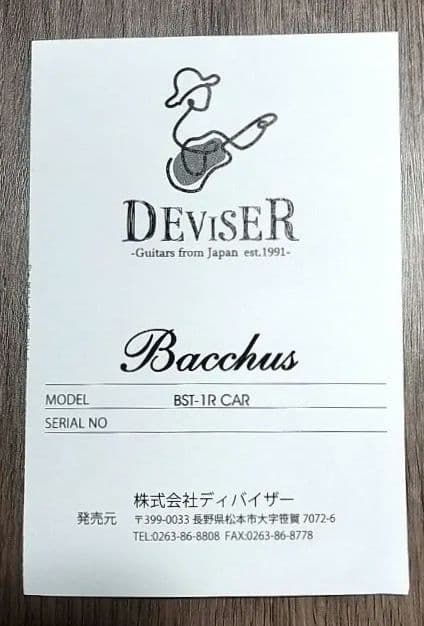 DEVISER
-Guitars from Japan est.1991-
Bacchus
MODEL BST-1R CAR
SERIAL NO
株式会社ディバイザー
発売元 〒399-0033 長野県松本市大字笹賀 7072-6
TEL:0263-86-8808 FAX:0263-86-8778